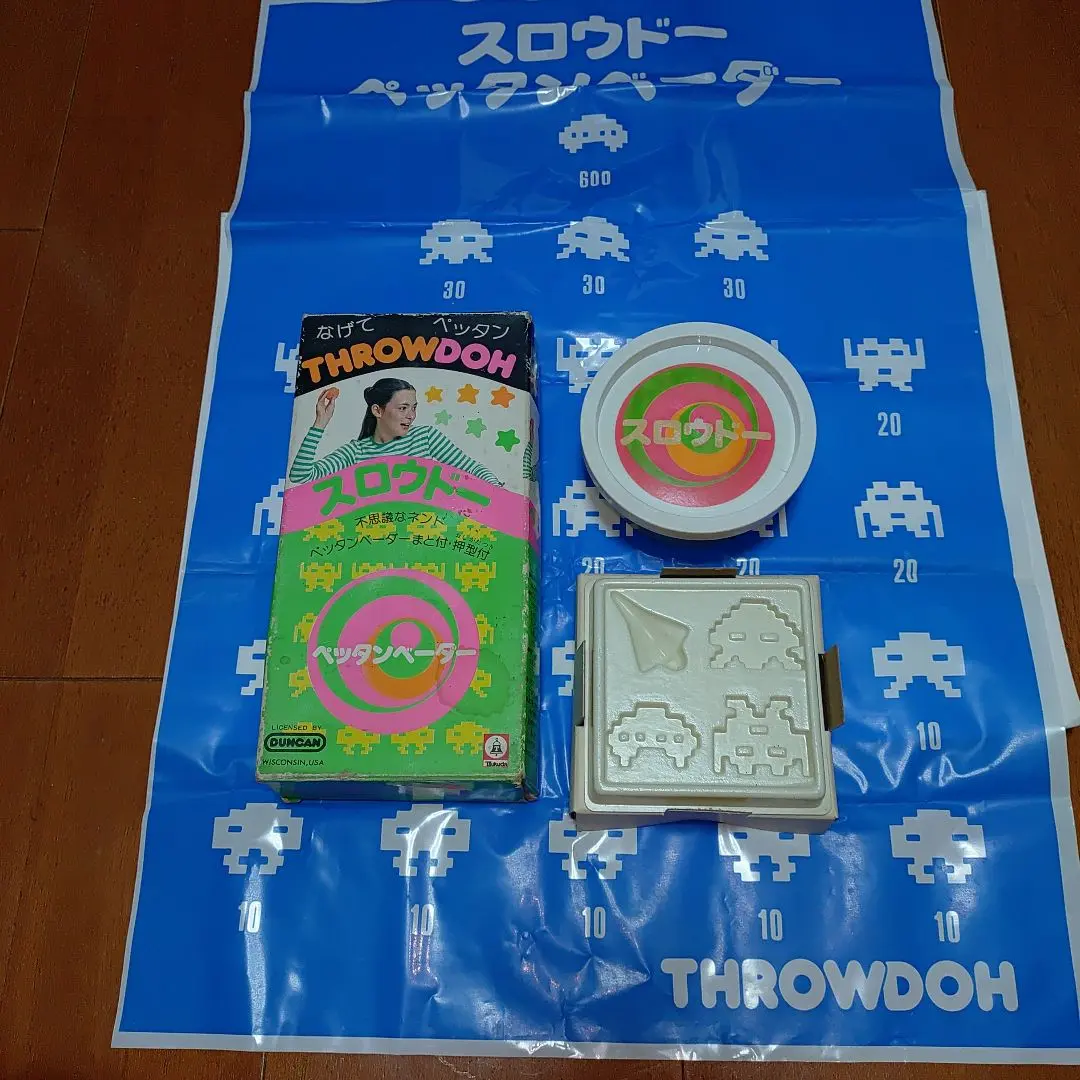 スロウドー
ペッタンベーダー
600
30
30
30
なげて ペッタン
THROWDOH
スロウドー
不思議なネンド
ペッタンベーダーまと付・押型付
ペッタンベーダー
LICENSED BY
DUNCAN
WISCONSIN, USA
Tsukuda
スロウドー
20
20
20
10
10
10
10
10
10
THROWDOH